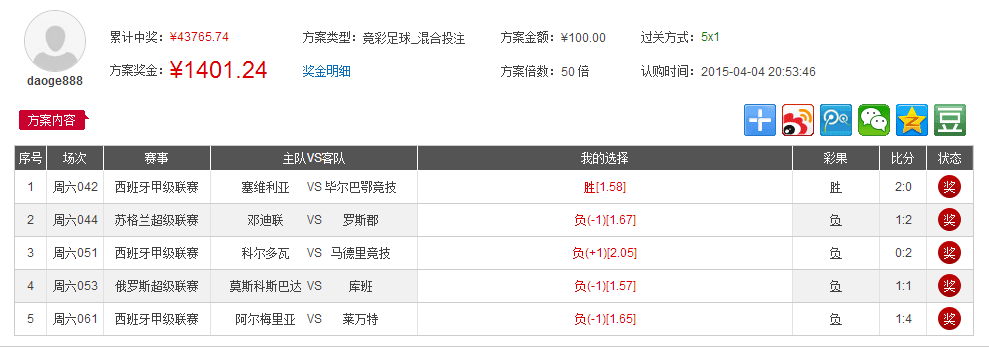 累计中奖：¥43765.74 方案类型：竞彩足球_混合投注 方案金额：¥100.00 过关方式：5x1
方案奖金：¥1401.24 奖金明细 方案倍数：50 倍 认购时间：2015-04-04 20:53:46
daoge888
方案内容
豆
序号 场次 赛事 主队VS客队 我的选择 彩果 比分 状态
1 周六042 西班牙甲级联赛 塞维利亚 VS 毕尔巴鄂竞技 胜[1.58] 胜 2:0 奖
2 周六044 苏格兰超级联赛 邓迪联 VS 罗斯郡 负(-1)[1.67] 负 1:2 奖
3 周六051 西班牙甲级联赛 科尔多瓦 VS 马德里竞技 负(+1)[2.05] 负 0:2 奖
4 周六053 俄罗斯超级联赛 莫斯科斯巴达 VS 库班 负(-1)[1.57] 负 1:1 奖
5 周六061 西班牙甲级联赛 阿尔梅里亚 VS 莱万特 负(-1)[1.65] 负 1:4 奖